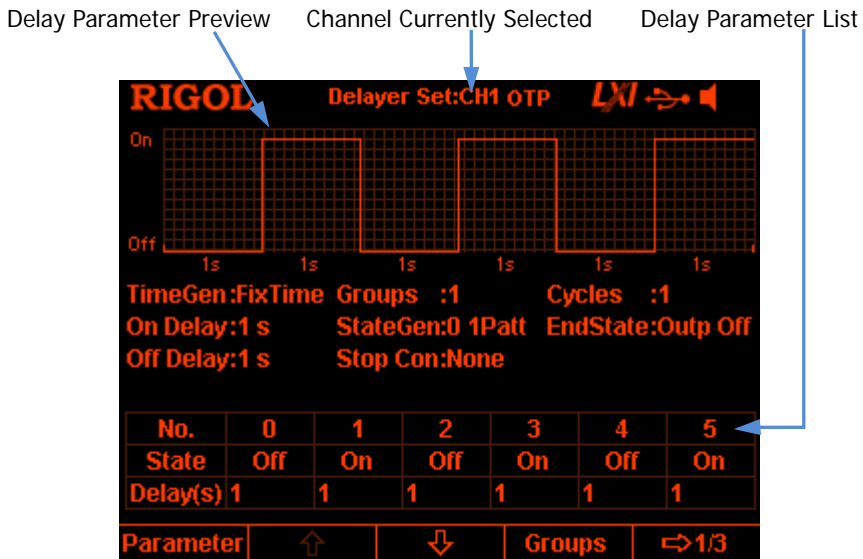 Delay Parameter Preview Channel Currently Selected Delay Parameter List
RIGOL Delayer Set:CH1 OTP LXI
On
Off
1s 1s 1s 1s 1s 1s
TimeGen:FixTime Groups :1 Cycles :1
On Delay:1 s StateGen:0 1Patt EndState:Outp Off
Off Delay:1 s Stop Con:None
No. 0 1 2 3 4 5
State Off On Off On Off On
Delay(s) 1 1 1 1 1 1
Parameter Groups 1/3